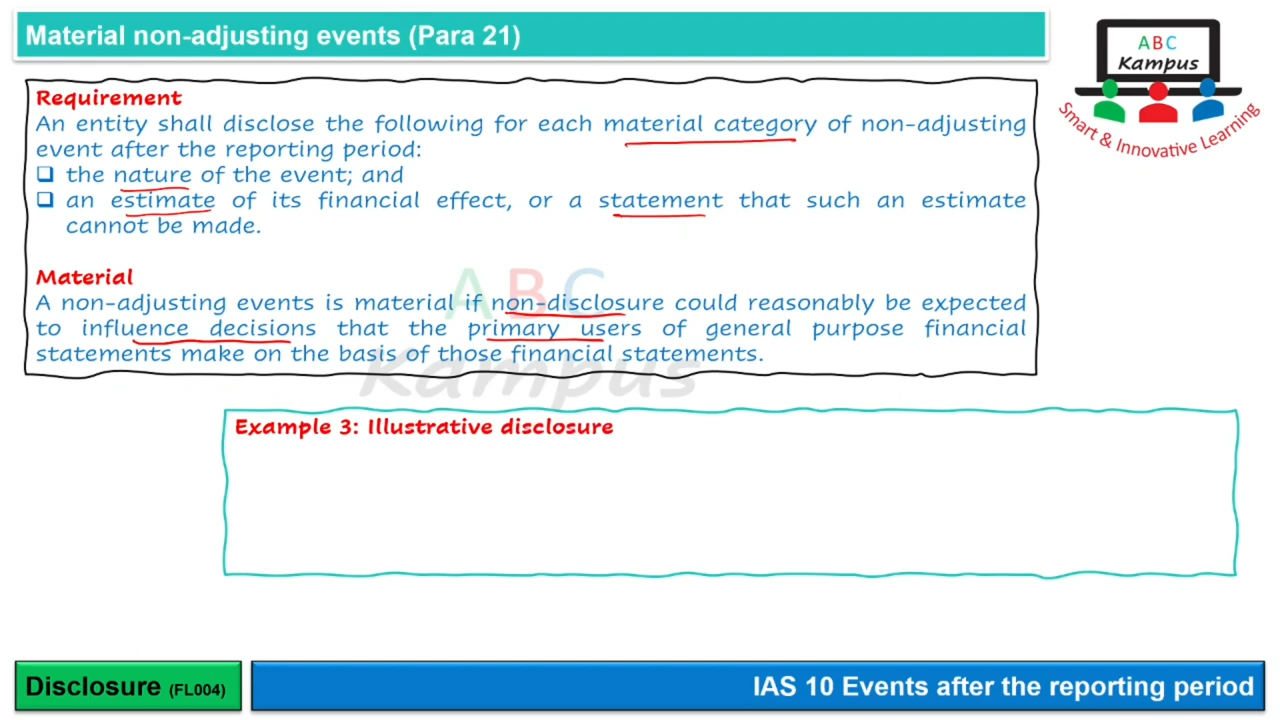 Material non-adjusting events (Para 21)
A B C
Kampus
Smart & Innovative Learning
Requirement
An entity shall disclose the following for each material category of non-adjusting
event after the reporting period:
❑ the nature of the event; and
❑ an estimate of its financial effect, or a statement that such an estimate
cannot be made.
Material
A non-adjusting events is material if non-disclosure could reasonably be expected
to influence decisions that the primary users of general purpose financial
statements make on the basis of those financial statements.
A B C
Kampus
Example 3: Illustrative disclosure
Disclosure (FL004)
IAS 10 Events after the reporting period